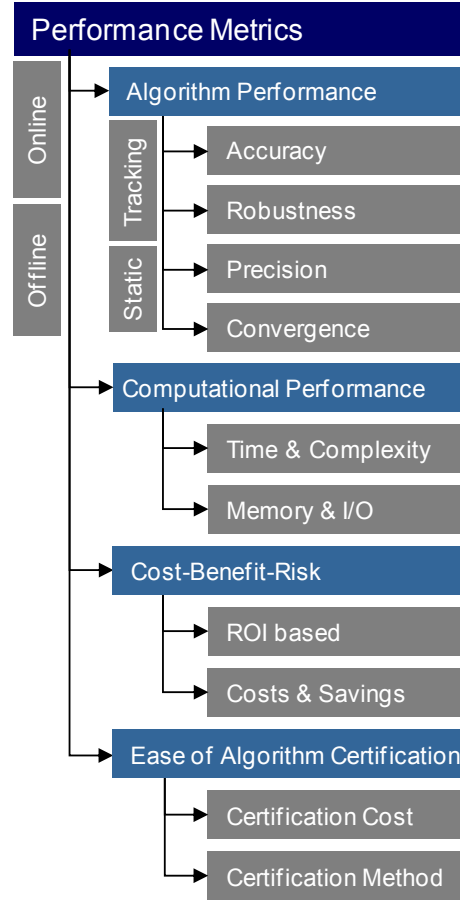 Performance Metrics
Online
Offline
Algorithm Performance
Tracking
Static
Accuracy
Robustness
Precision
Convergence
Computational Performance
Time & Complexity
Memory & I/O
Cost-Benefit-Risk
ROI based
Costs & Savings
Ease of Algorithm Certification
Certification Cost
Certification Method